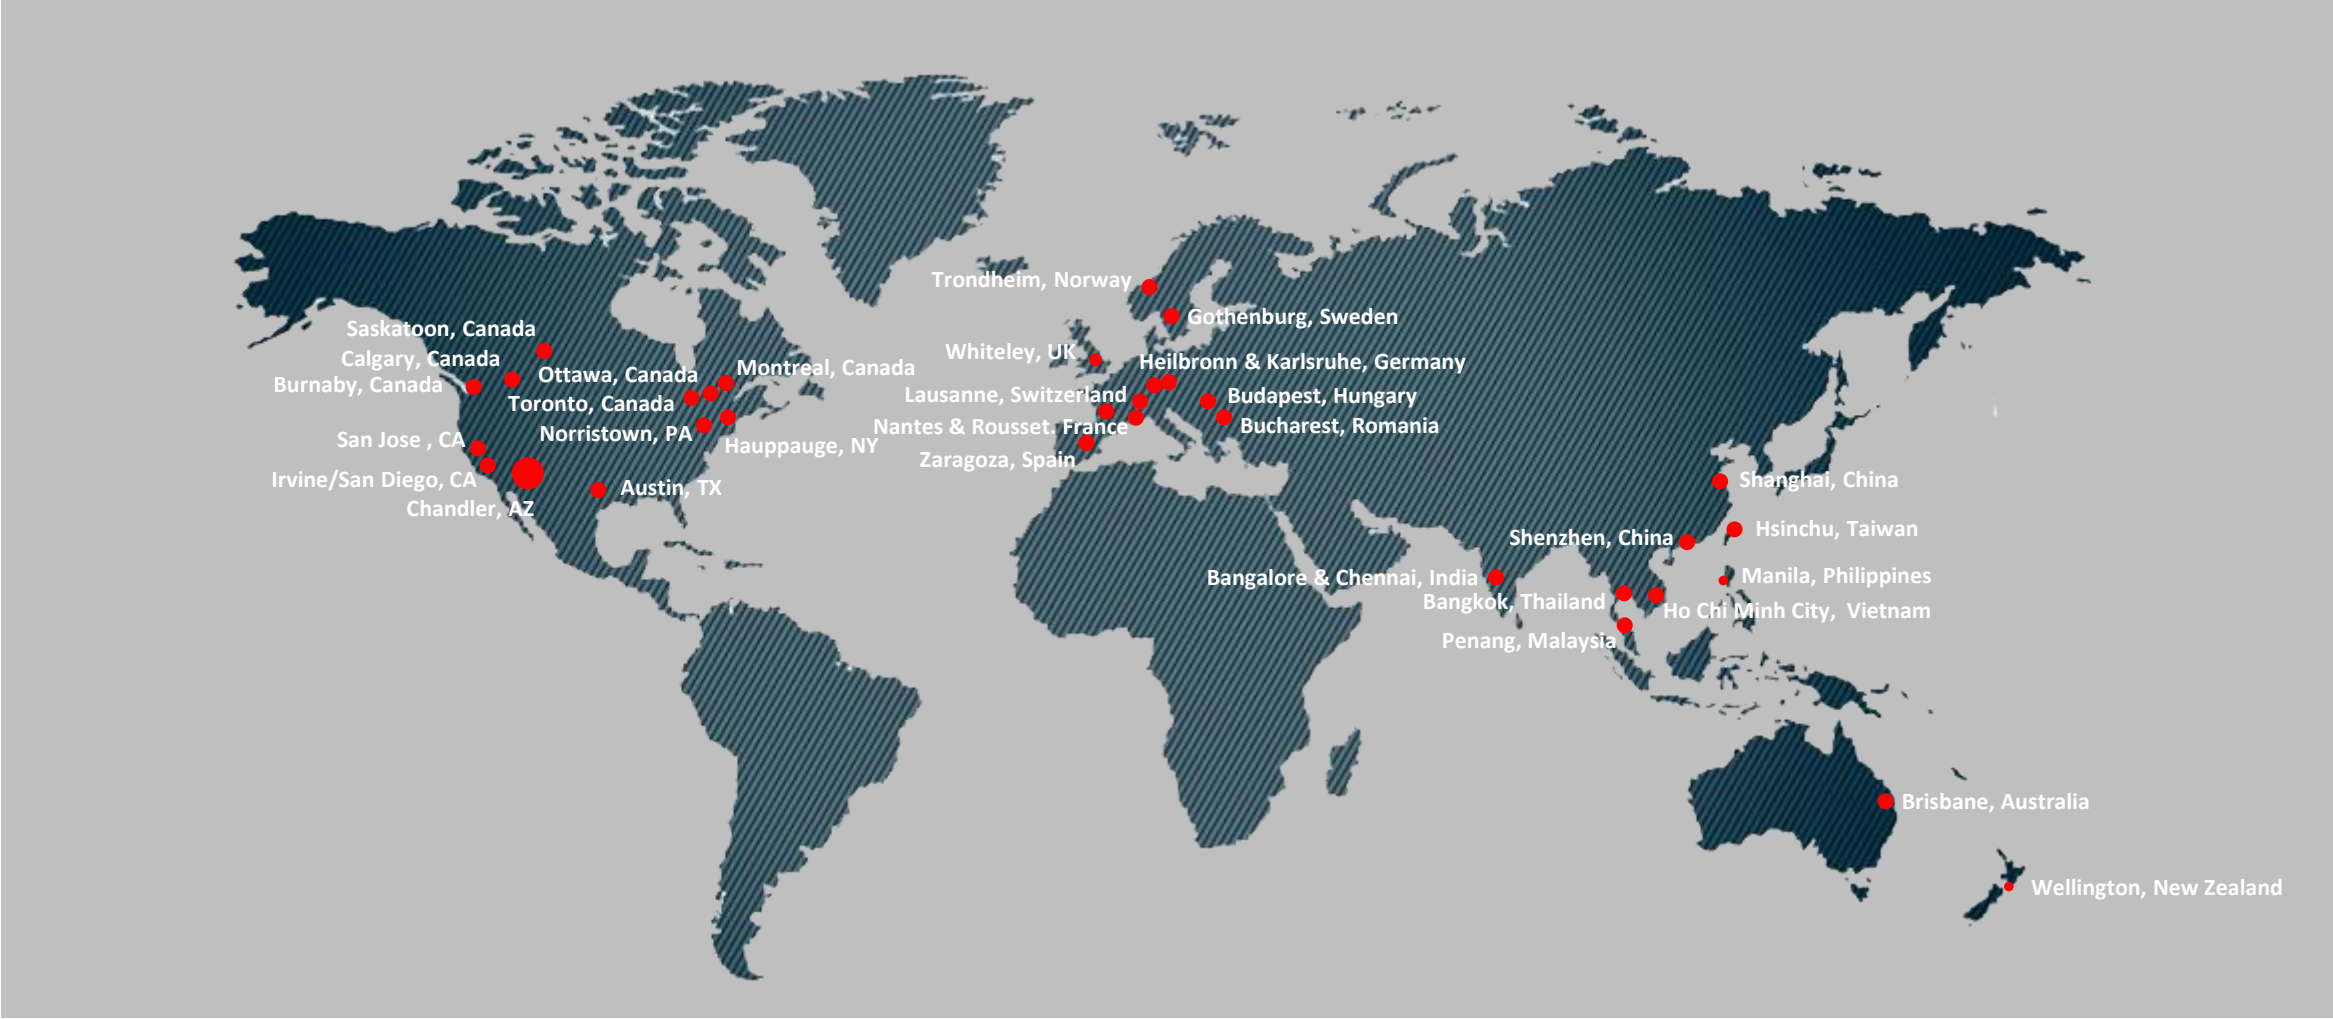 Trondheim, Norway
Gothenburg, Sweden
Saskatoon, Canada
Calgary, Canada
Burnaby, Canada
Ottawa, Canada
Montreal, Canada
Toronto, Canada
Norristown, PA
Hauppauge, NY
San Jose , CA
Irvine/San Diego, CA
Chandler, AZ
Austin, TX
Whiteley, UK
Heilbronn & Karlsruhe, Germany
Lausanne, Switzerland
Budapest, Hungary
Nantes & Rousset. France
Bucharest, Romania
Zaragoza, Spain
Shanghai, China
Hsinchu, Taiwan
Shenzhen, China
Bangalore & Chennai, India
Manila, Philippines
Bangkok, Thailand
Ho Chi Minh City,  Vietnam
Penang, Malaysia
Brisbane, Australia
Wellington, New Zealand